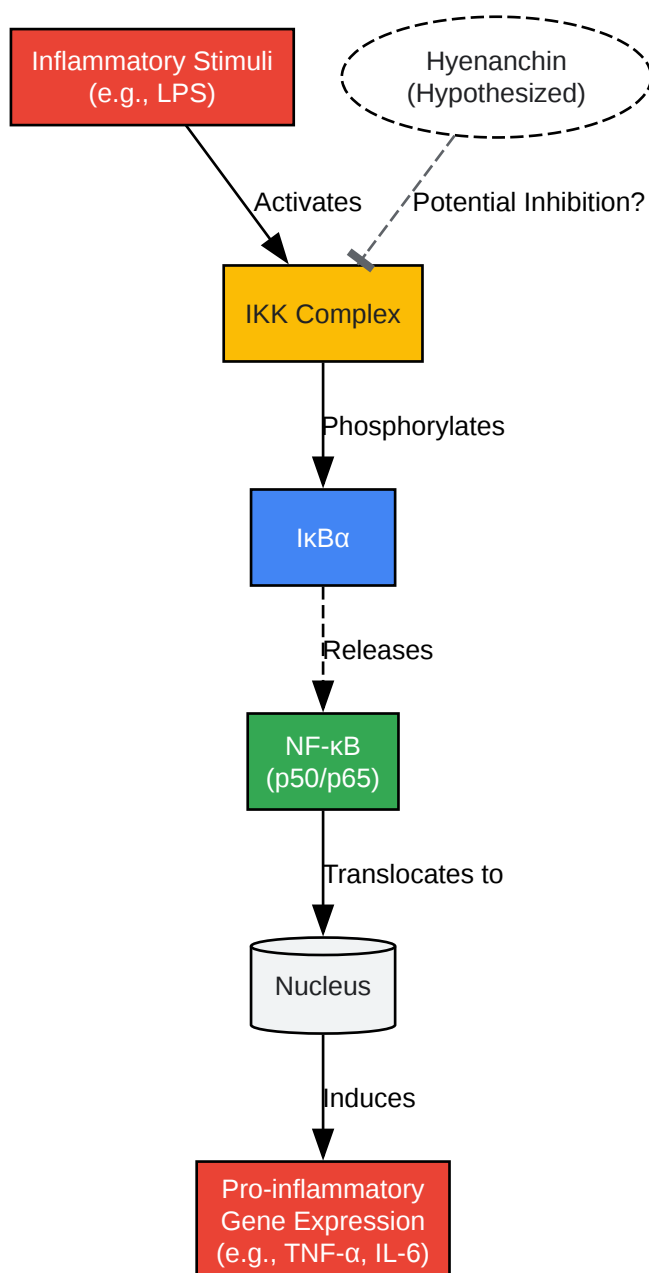 Inflammatory Stimuli
(e.g., LPS)
Hyenanchin
(Hypothesized)
Activates
Potential Inhibition?
IKK Complex
Phosphorylates
IκBα
Releases
NF-κB
(p50/p65)
Translocates to
Nucleus
Induces
Pro-inflammatory
Gene Expression
(e.g., TNF-α, IL-6)